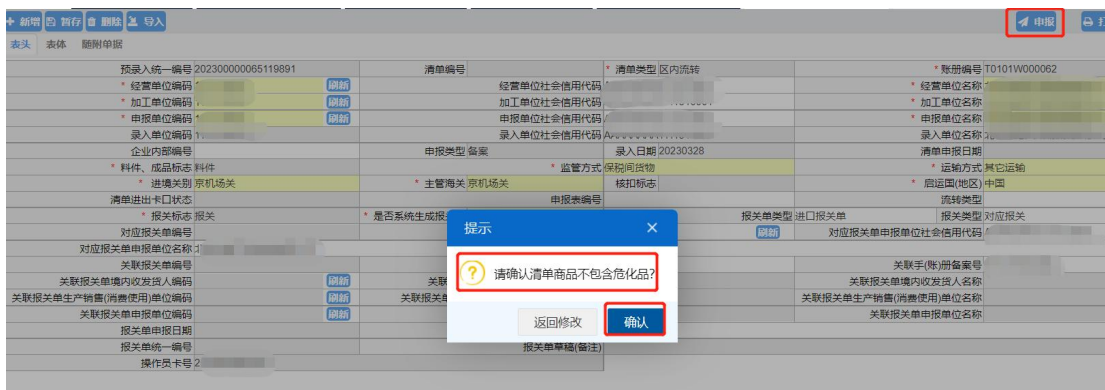 + 新增 暂存 删除 导入 申报
表头 表体 随附单据
预录入统一编号 202300000065119891 清单编号 * 清单类型 区内流转 * 账册编号 T0101W000062
* 经营单位编码 刷新 经营单位社会信用代码 * 经营单位名称
* 加工单位编码 刷新 加工单位社会信用代码 * 加工单位名称
* 申报单位编码 刷新 申报单位社会信用代码 * 申报单位名称
录入单位编码 录入单位社会信用代码 录入单位名称
企业内部编号 申报类型 备案 录入日期 20230328 清单申报日期
* 料件、成品标志 料件 * 监管方式 保税间货物 * 运输方式 其它运输
* 进境关别 京机场关 * 主管海关 京机场关 核扣标志 * 启运国(地区) 中国
清单进出卡口状态 申报表编号 流转类型
* 报关标志 报关 * 是否系统生成报 报关单类型 进口报关单 报关类型 对应报关
对应报关单编号 刷新 对应报关单申报单位社会信用代码
对应报关单申报单位名称
关联报关单编号 关联手(账)册备案号
关联报关单境内收发货人编码 刷新 关联报关单境内收发货人名称
关联报关单生产销售(消费使用)单位编码 刷新 关联报关单生产销售(消费使用)单位名称
关联报关单申报单位编码 刷新 关联报关单申报单位名称
报关单申报日期
报关单统一编号 报关单草稿(备注)
操作员卡号 2
提示 ×
? 请确认清单商品不包含危化品?
返回修改 确认